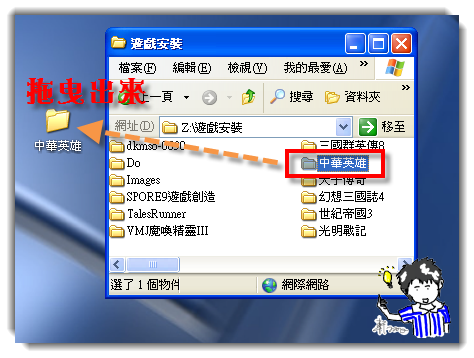 遊戲安裝
檔案(F) 編輯(E) 檢視(V) 我的最愛(A) »
拖曳出來
上一頁 搜尋 資料夾 »
網址(D) Z:\遊戲安裝 移至
中華英雄
三國群英傳8
Do
中華英雄
Images
天子傳奇
SPORE9遊戲創造
幻想三國誌4
TalesRunner
世紀帝國3
VMJ魔喚精靈III
光明戰記
選了 1 個物件 網際網路